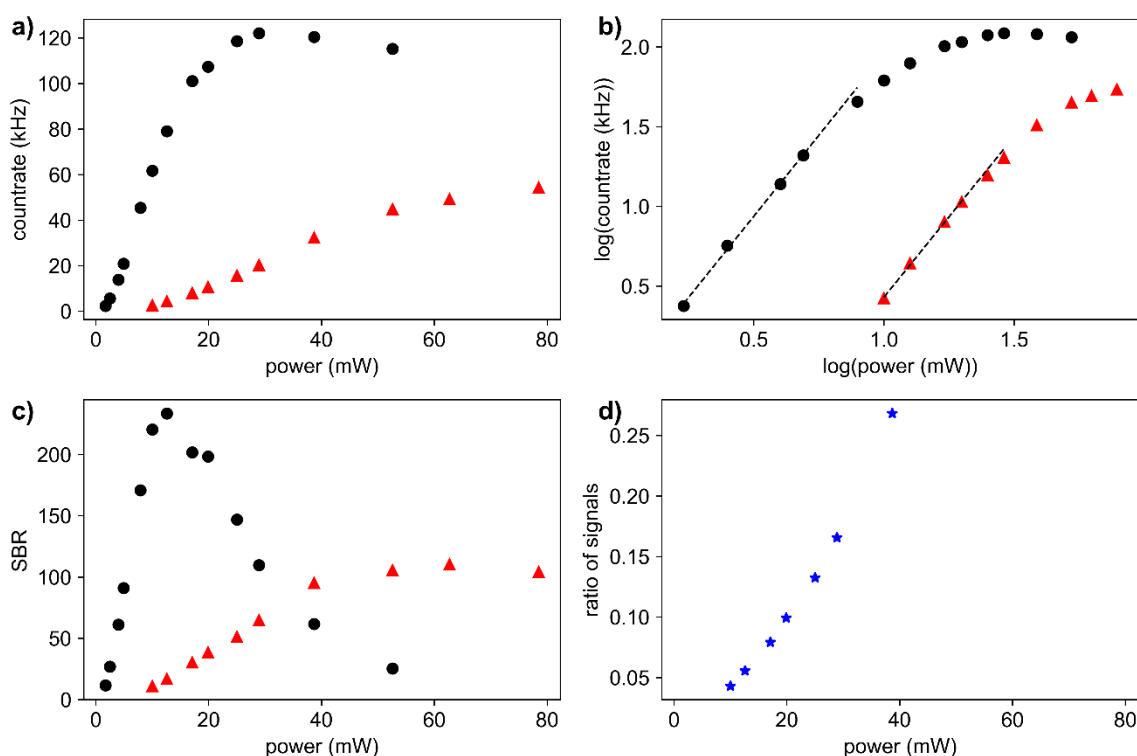 a)
countrate (kHz)
120
100
80
60
40
20
0
0 20 40 60 80
power (mW)
b)
log(countrate (kHz))
2.0
1.5
1.0
0.5
0.5 1.0 1.5
log(power (mW))
c)
SBR
200
150
100
50
0
0 20 40 60 80
power (mW)
d)
ratio of signals
0.25
0.20
0.15
0.10
0.05
0 20 40 60 80
power (mW)